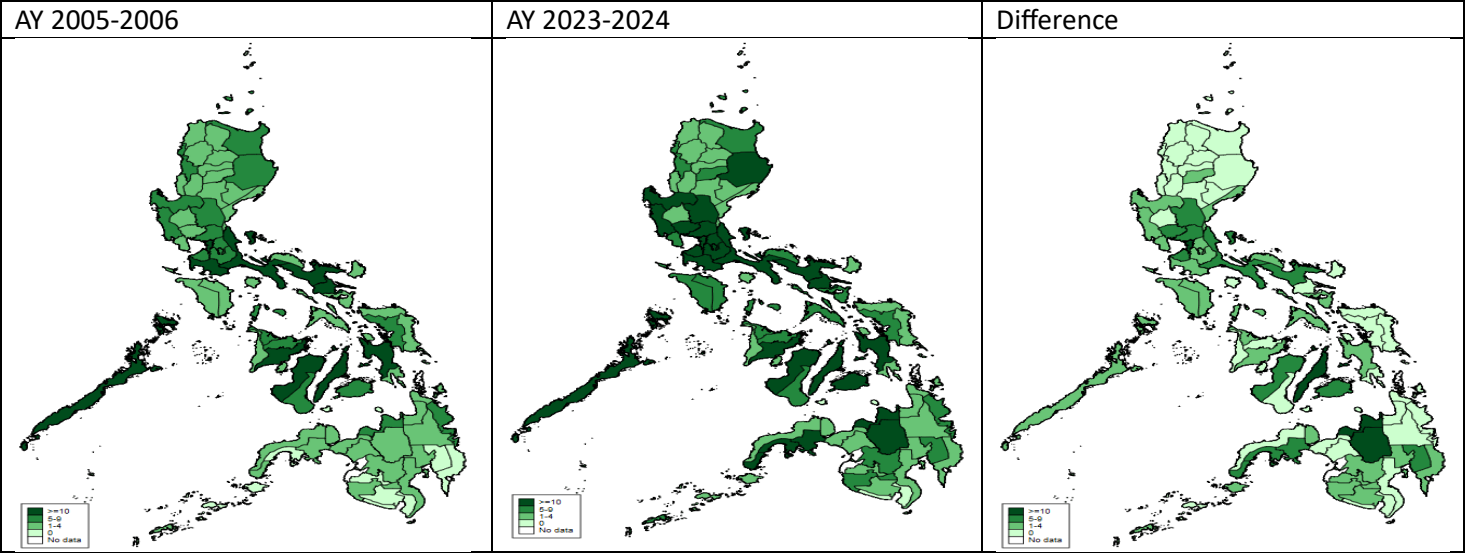 AY 2005-2006
AY 2023-2024
Difference
>=10
5-9
1-4
0
No data
>=10
5-9
1-4
0
No data
>=10
5-9
1-4
0
No data